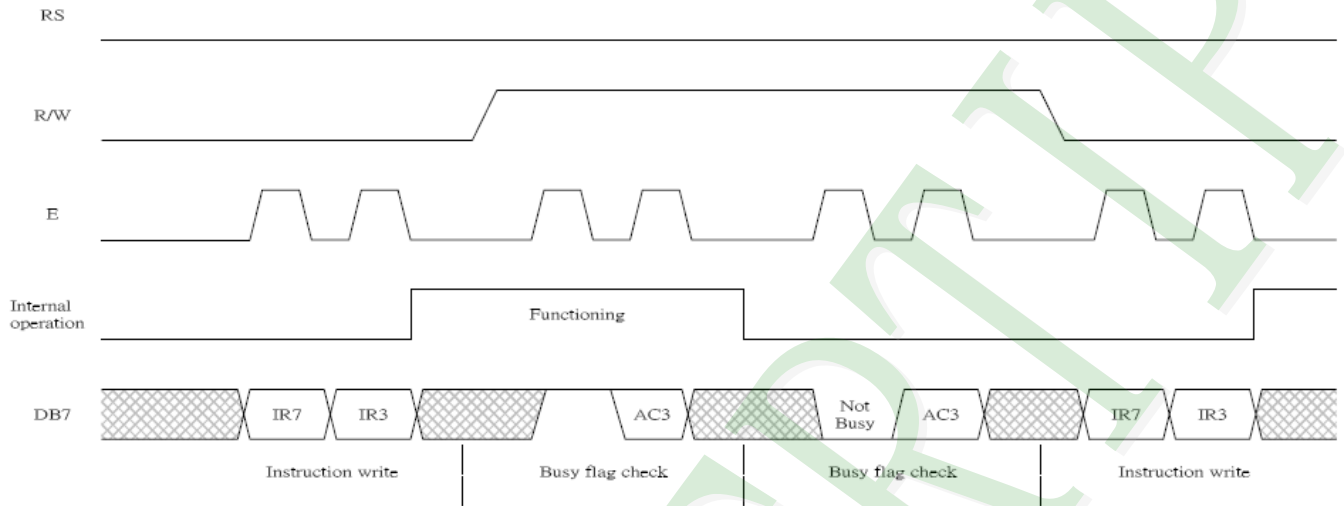 RS
R/W
E
Internal
operation
Functioning
DB7
IR7
IR3
AC3
Not
Busy
AC3
IR7
IR3
Instruction write
Busy flag check
Busy flag check
Instruction write